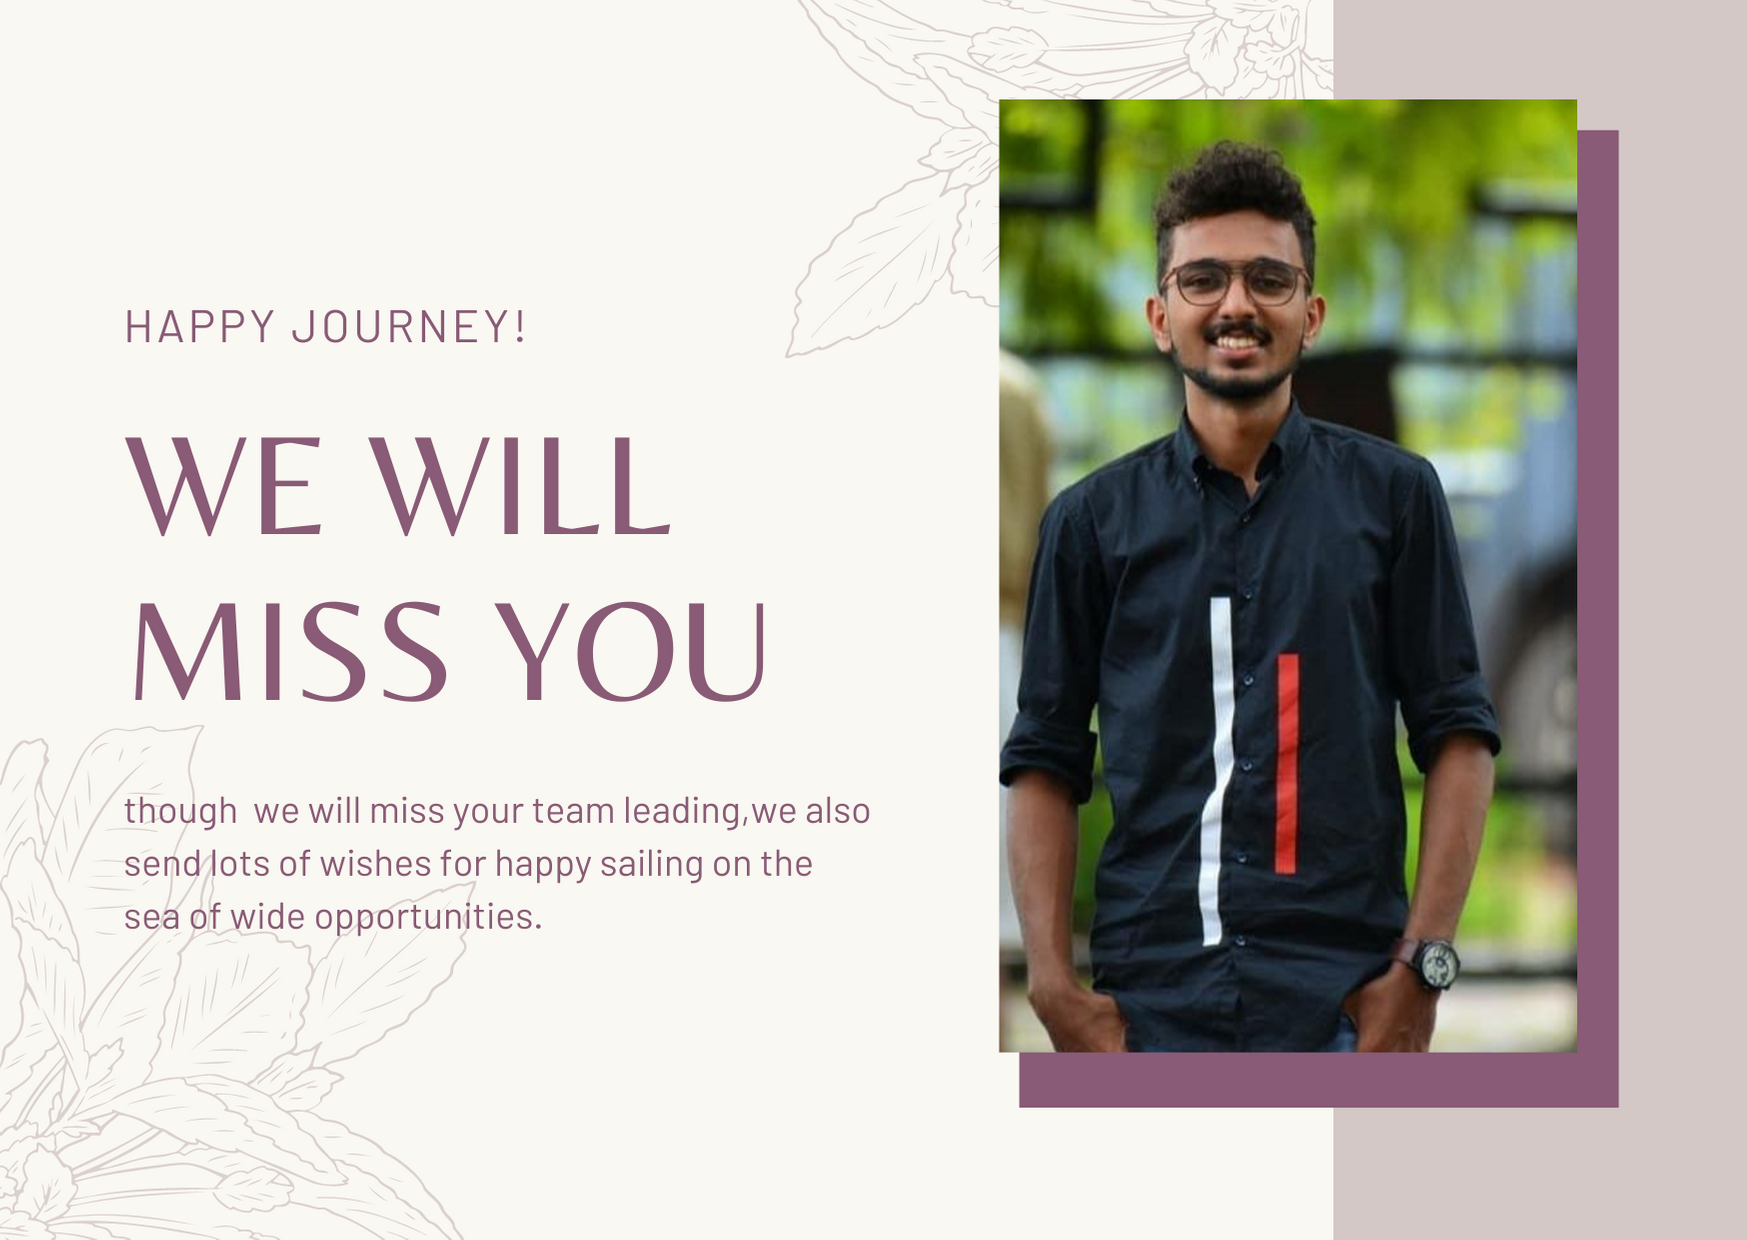 HAPPY JOURNEY!
WE WILL
MISS YOU
though  we will miss your team leading,we also
send lots of wishes for happy sailing on the
sea of wide opportunities.